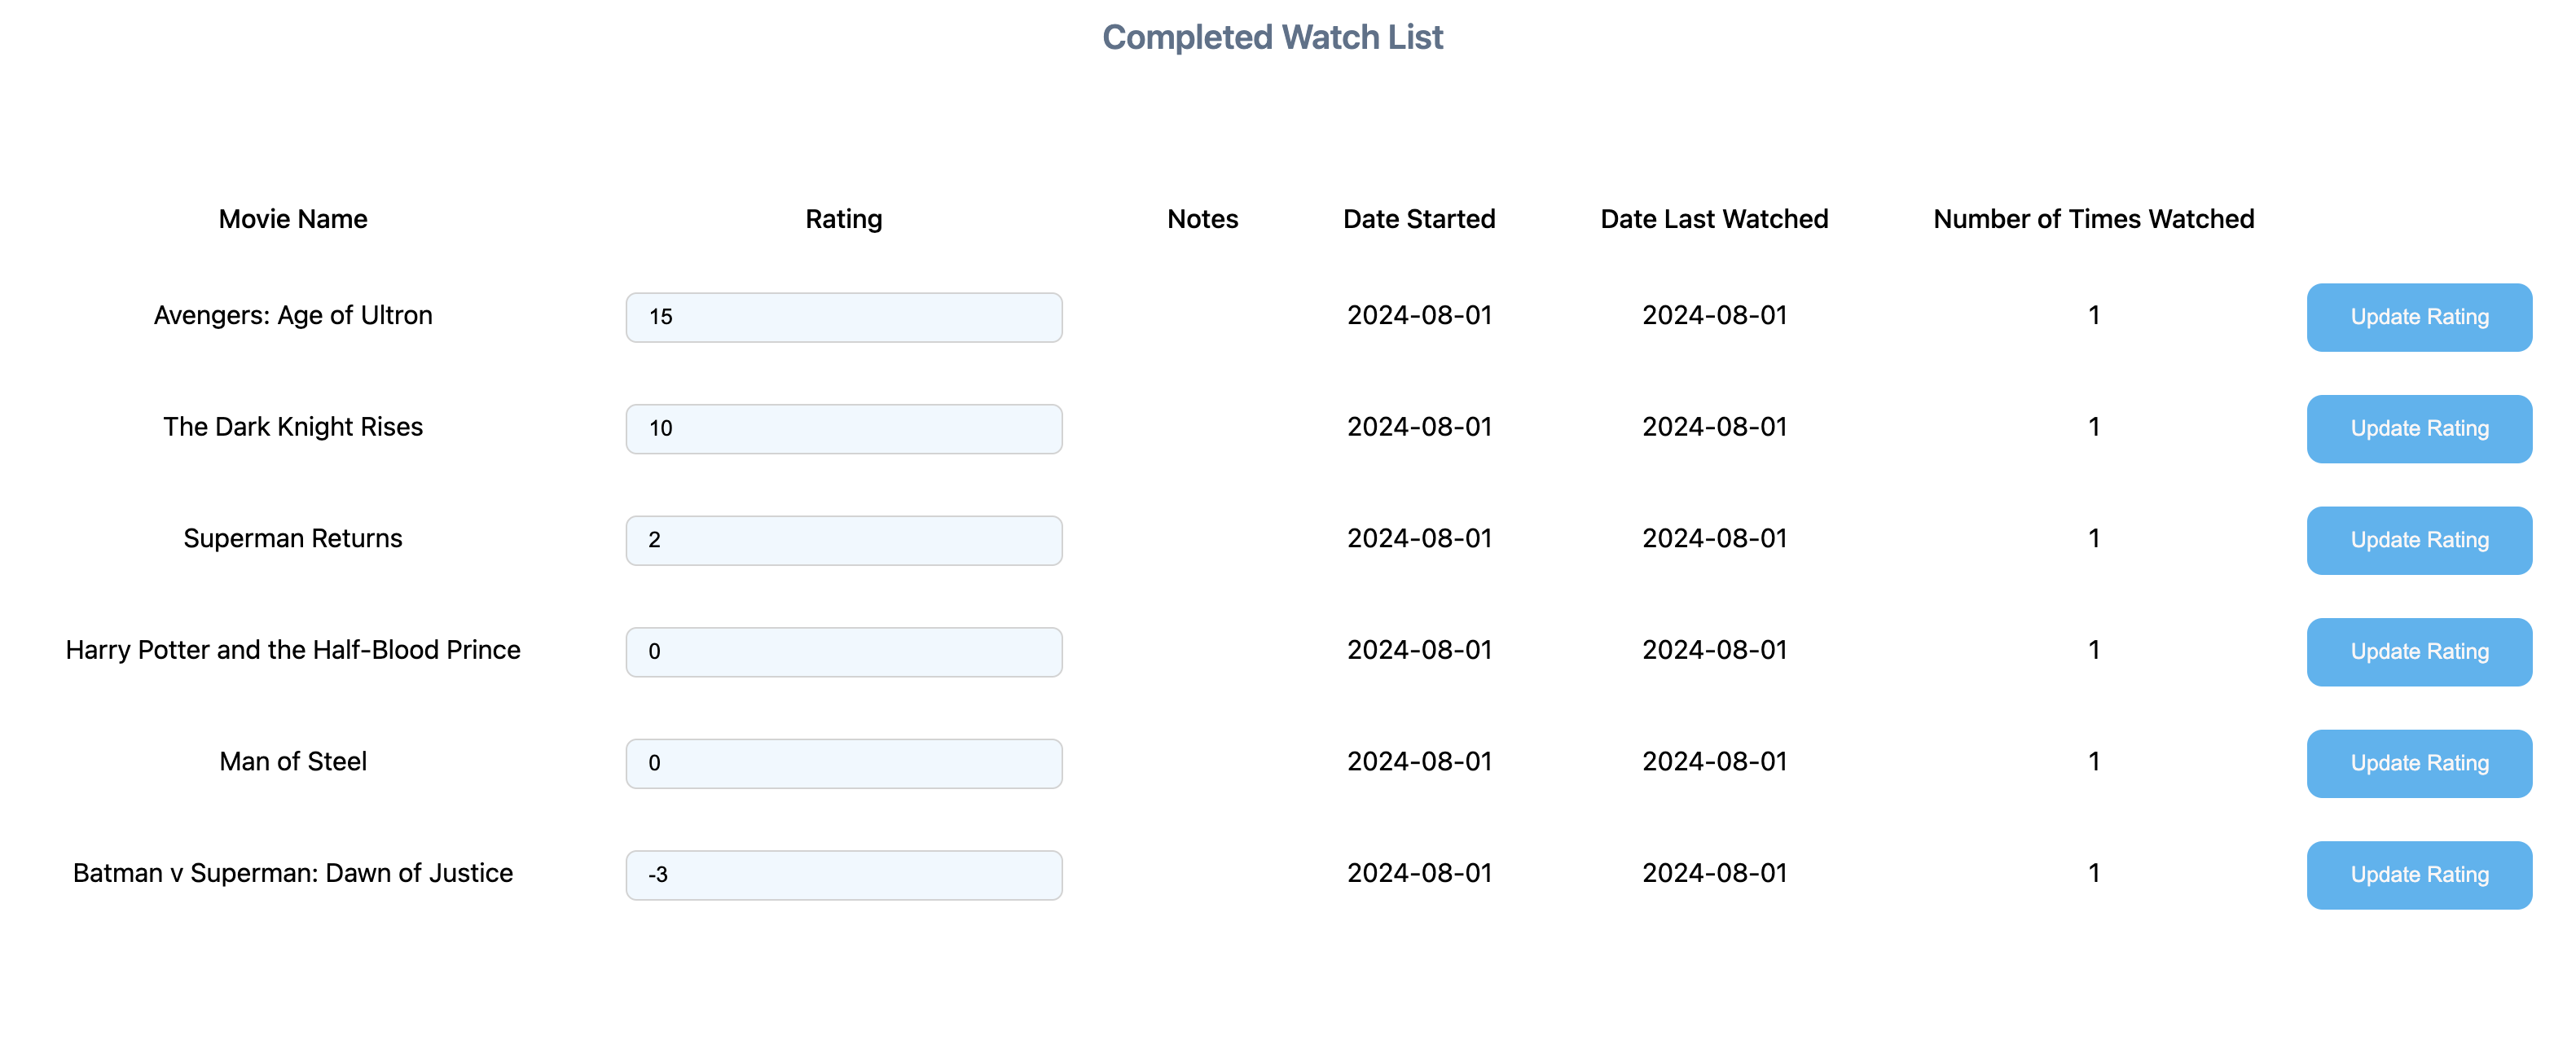 Completed Watch List
Movie Name Rating Notes Date Started Date Last Watched Number of Times Watched
Avengers: Age of Ultron 15 2024-08-01 2024-08-01 1 Update Rating
The Dark Knight Rises 10 2024-08-01 2024-08-01 1 Update Rating
Superman Returns 2 2024-08-01 2024-08-01 1 Update Rating
Harry Potter and the Half-Blood Prince 0 2024-08-01 2024-08-01 1 Update Rating
Man of Steel 0 2024-08-01 2024-08-01 1 Update Rating
Batman v Superman: Dawn of Justice -3 2024-08-01 2024-08-01 1 Update Rating